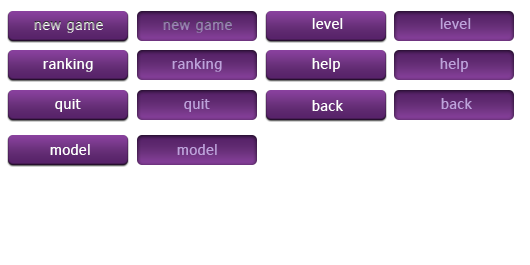 new game new game level level
ranking ranking help help
quit quit back back
model model